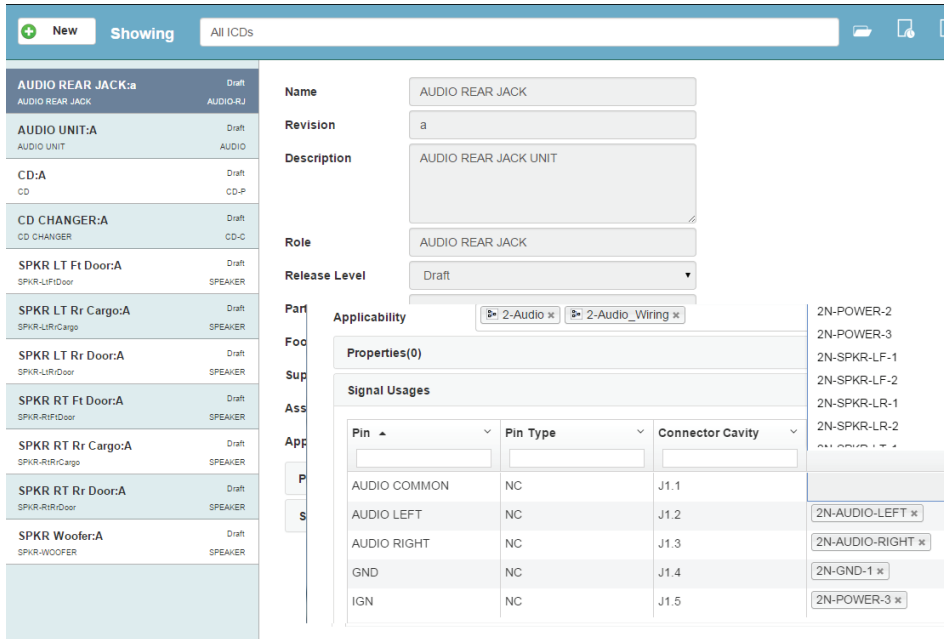 New
Showing
All ICDs
AUDIO REAR JACK:a Draft
AUDIO REAR JACK AUDIO-RJ
AUDIO UNIT:A Draft
AUDIO UNIT AUDIO
CD:A Draft
CD CD-P
CD CHANGER:A Draft
CD CHANGER CD-C
SPKR LT Ft Door:A Draft
SPKR-LtFtDoor SPEAKER
SPKR LT Rr Cargo:A Draft
SPKR-LtRrCargo SPEAKER
SPKR LT Rr Door:A Draft
SPKR-LtRrDoor SPEAKER
SPKR RT Ft Door:A Draft
SPKR-RtFtDoor SPEAKER
SPKR RT Rr Cargo:A Draft
SPKR-RtRrCargo SPEAKER
SPKR RT Rr Door:A Draft
SPKR-RtRrDoor SPEAKER
SPKR Woofer:A Draft
SPKR-WOOFER SPEAKER
Name AUDIO REAR JACK
Revision a
Description AUDIO REAR JACK UNIT
Role AUDIO REAR JACK
Release Level Draft
Part
Foo
Sup
Ass
App
P
S
Applicability 2-Audio × 2-Audio_Wiring ×
Properties(0)
Signal Usages
2N-POWER-2
2N-POWER-3
2N-SPKR-LF-1
2N-SPKR-LF-2
2N-SPKR-LR-1
2N-SPKR-LR-2
Pin Pin Type Connector Cavity
AUDIO COMMON NC J1.1
AUDIO LEFT NC J1.2 2N-AUDIO-LEFT ×
AUDIO RIGHT NC J1.3 2N-AUDIO-RIGHT ×
GND NC J1.4 2N-GND-1 ×
IGN NC J1.5 2N-POWER-3 ×